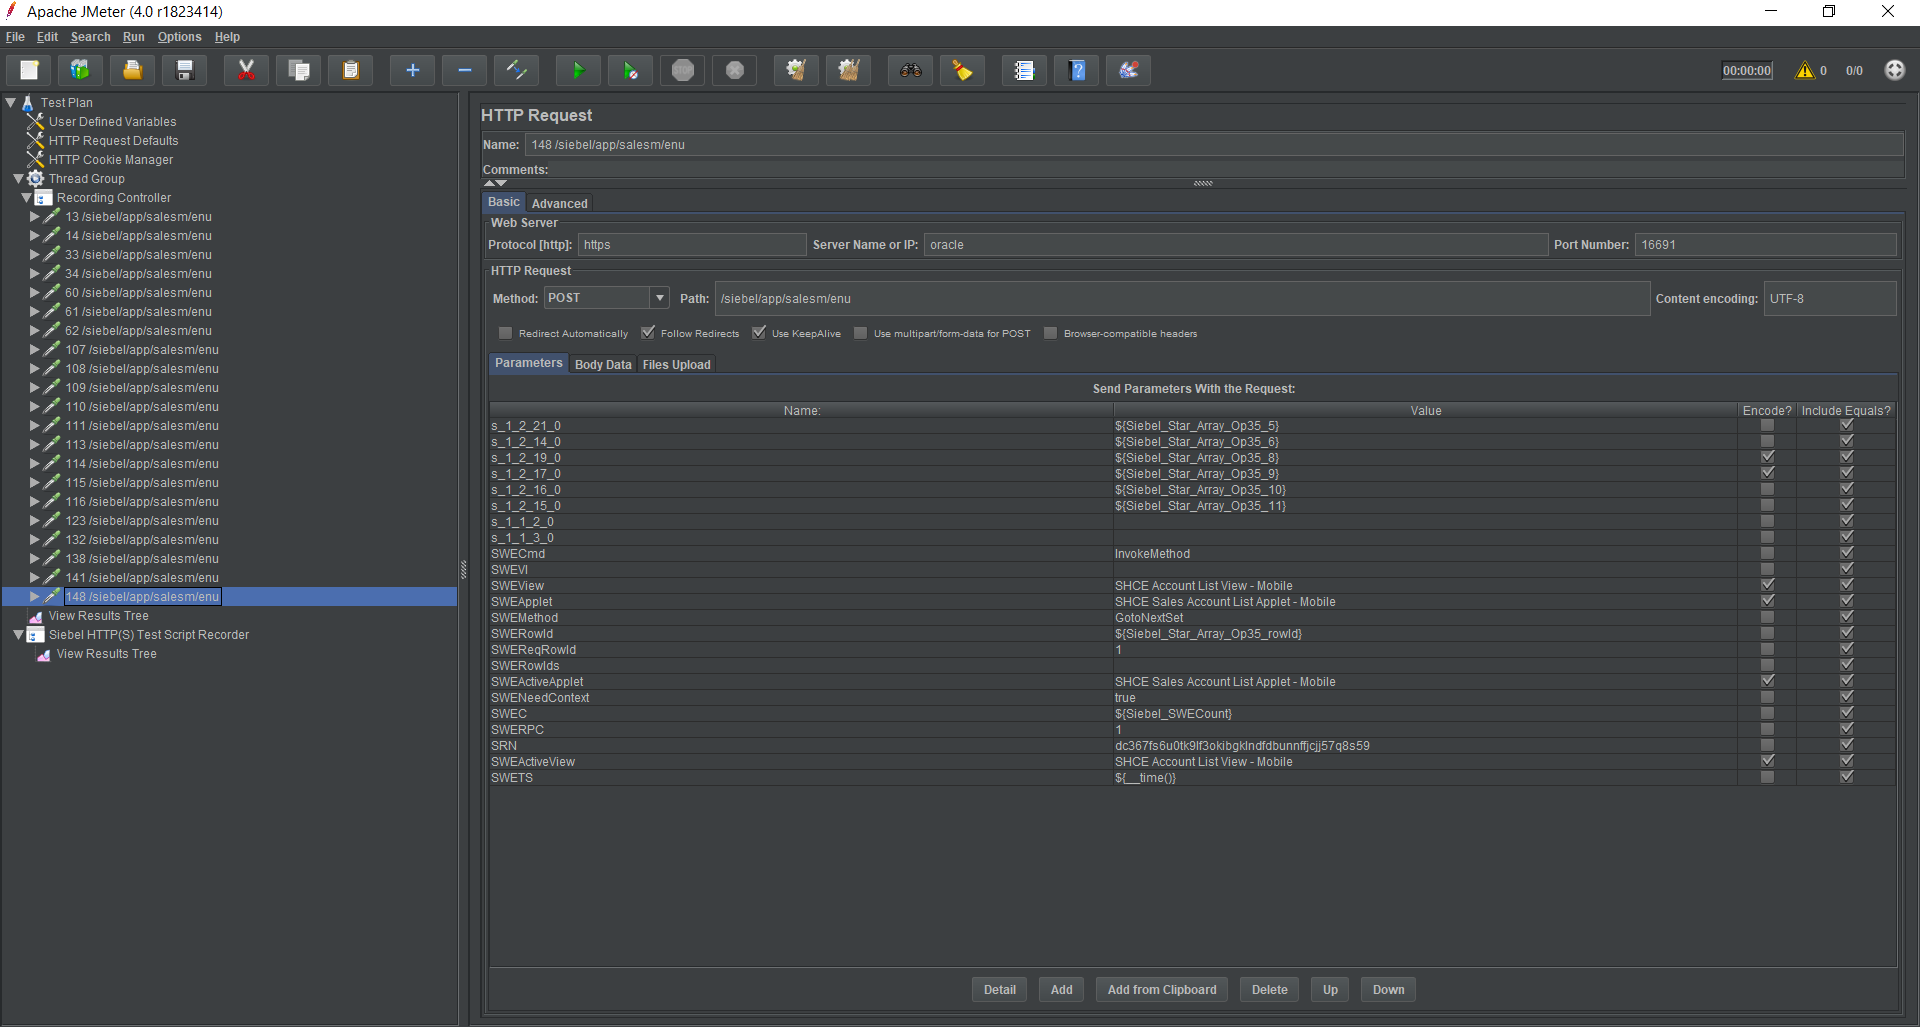 Apache JMeter (4.0 r1823414)
File Edit Search Run Options Help
STOP 00:00:00 0 0/0
Test Plan
User Defined Variables
HTTP Request Defaults
HTTP Cookie Manager
Thread Group
Recording Controller
13 /siebel/app/salesm/enu
14 /siebel/app/salesm/enu
33 /siebel/app/salesm/enu
34 /siebel/app/salesm/enu
60 /siebel/app/salesm/enu
61 /siebel/app/salesm/enu
62 /siebel/app/salesm/enu
107 /siebel/app/salesm/enu
108 /siebel/app/salesm/enu
109 /siebel/app/salesm/enu
110 /siebel/app/salesm/enu
111 /siebel/app/salesm/enu
113 /siebel/app/salesm/enu
114 /siebel/app/salesm/enu
115 /siebel/app/salesm/enu
116 /siebel/app/salesm/enu
123 /siebel/app/salesm/enu
132 /siebel/app/salesm/enu
138 /siebel/app/salesm/enu
141 /siebel/app/salesm/enu
148 /siebel/app/salesm/enu
View Results Tree
Siebel HTTP(S) Test Script Recorder
View Results Tree
HTTP Request
Name: 148 /siebel/app/salesm/enu
Comments:
Basic Advanced
Web Server
Protocol [http]: https Server Name or IP: oracle Port Number: 16691
HTTP Request
Method: POST Path: /siebel/app/salesm/enu Content encoding: UTF-8
Redirect Automatically Follow Redirects Use KeepAlive Use multipart/form-data for POST Browser-compatible headers
Parameters Body Data Files Upload
Send Parameters With the Request:
Name: Value Encode? Include Equals?
s_1_2_21_0 ${Siebel_Star_Array_Op35_5}
s_1_2_14_0 ${Siebel_Star_Array_Op35_6}
s_1_2_19_0 ${Siebel_Star_Array_Op35_8}
s_1_2_17_0 ${Siebel_Star_Array_Op35_9}
s_1_2_16_0 ${Siebel_Star_Array_Op35_10}
s_1_2_15_0 ${Siebel_Star_Array_Op35_11}
s_1_1_2_0
s_1_1_3_0
SWECmd InvokeMethod
SWEVI
SWEView SHCE Account List View - Mobile
SWEApplet SHCE Sales Account List Applet - Mobile
SWEMethod GotoNextSet
SWERowId ${Siebel_Star_Array_Op35_rowId}
SWEReqRowId 1
SWERowIds
SWEActiveApplet SHCE Sales Account List Applet - Mobile
SWENeedContext true
SWEC ${Siebel_SWECount}
SWERPC 1
SRN dc367fs6u0tk9lf3okibgklndfdbunnffjcjj57q8s59
SWEActiveView SHCE Account List View - Mobile
SWETS ${__time()}
Detail Add Add from Clipboard Delete Up Down